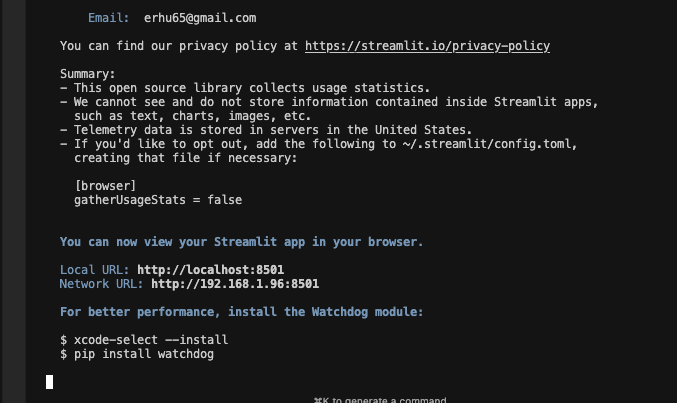 Email: erhu65@gmail.com
You can find our privacy policy at https://streamlit.io/privacy-policy
Summary:
- This open source library collects usage statistics.
- We cannot see and do not store information contained inside Streamlit apps,
such as text, charts, images, etc.
- Telemetry data is stored in servers in the United States.
- If you'd like to opt out, add the following to ~/.streamlit/config.toml,
creating that file if necessary:
[browser]
gatherUsageStats = false
You can now view your Streamlit app in your browser.
Local URL: http://localhost:8501
Network URL: http://192.168.1.96:8501
For better performance, install the Watchdog module:
$ xcode-select --install
$ pip install watchdog
⌘K to generate a command